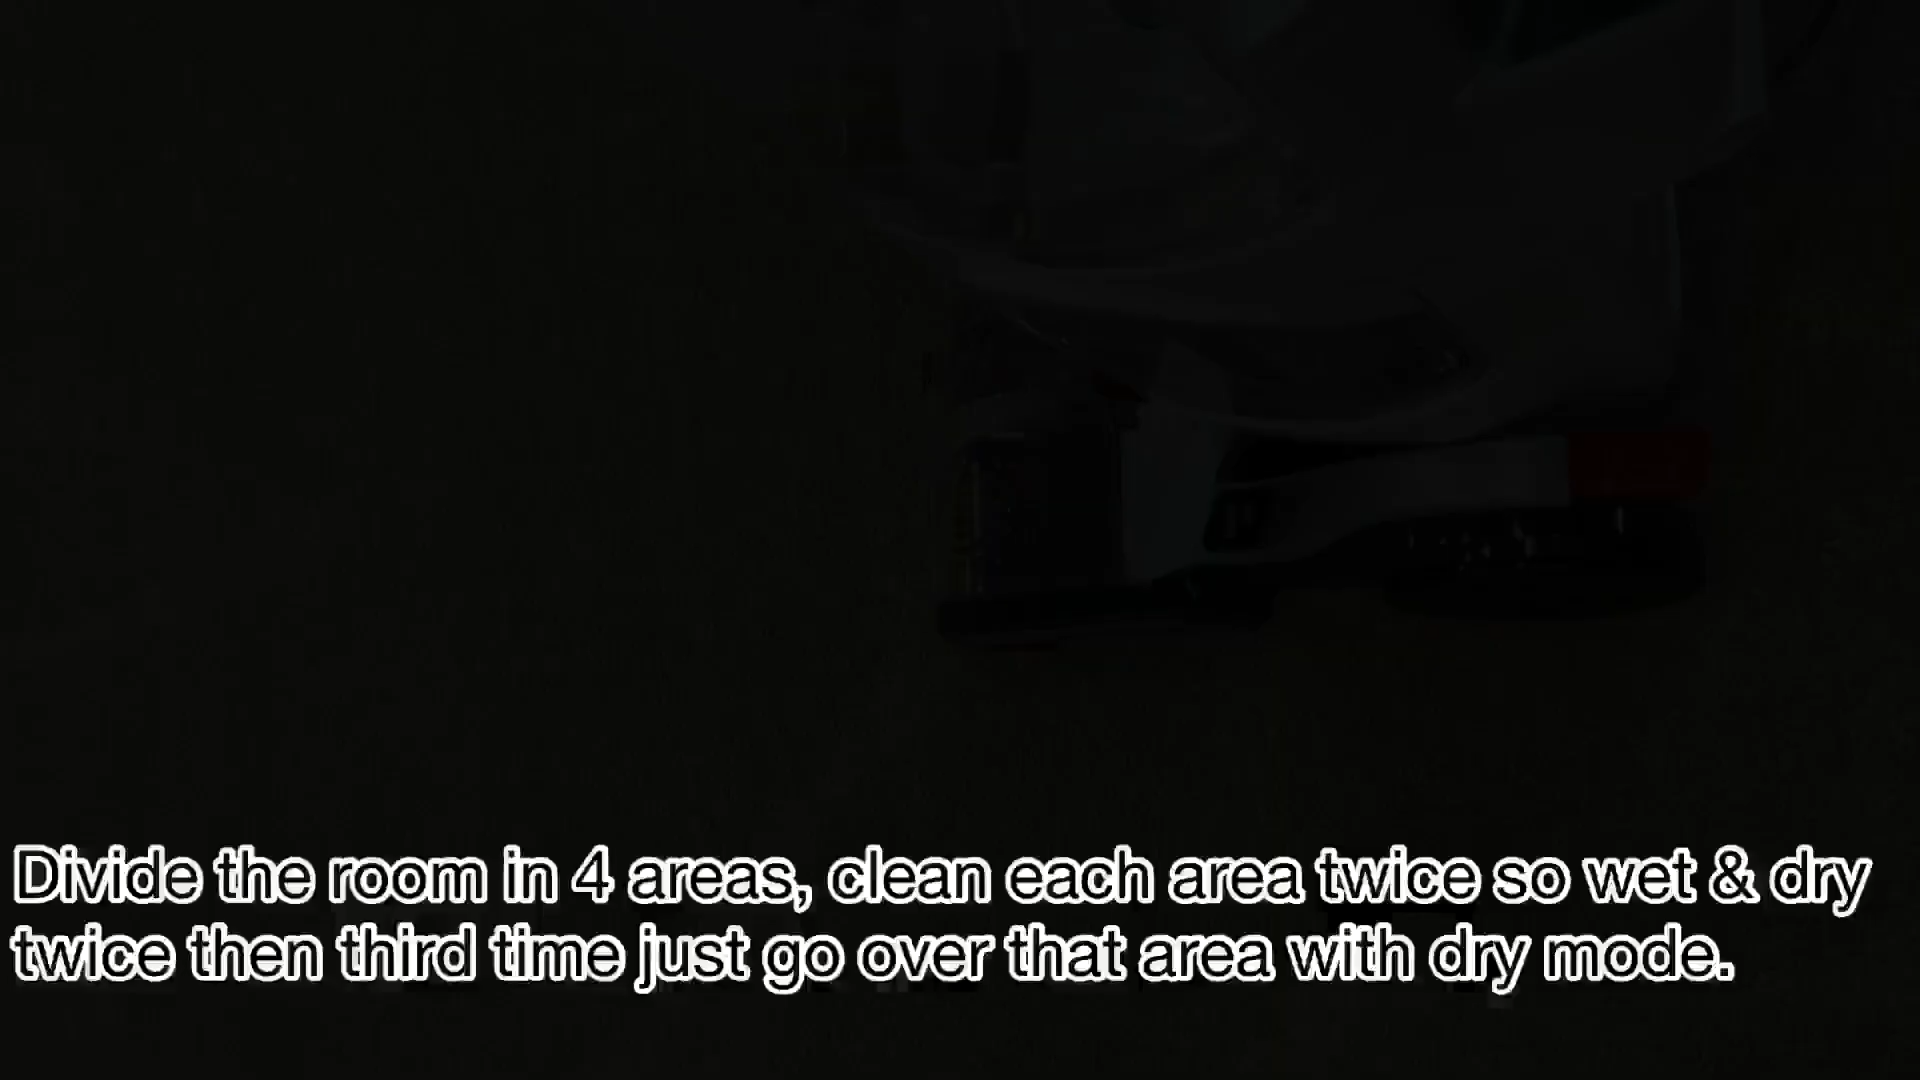 Divide the room in 4 areas, clean each area twice so wet & dry
twice then third time just go over that area with dry mode.